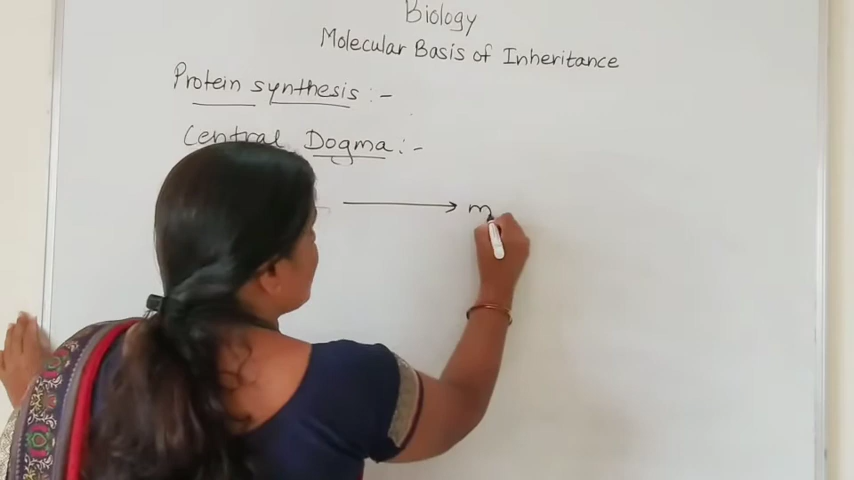 Biology
Molecular Basis of Inheritance
Protein synthesis :-
Central Dogma :-
→ m